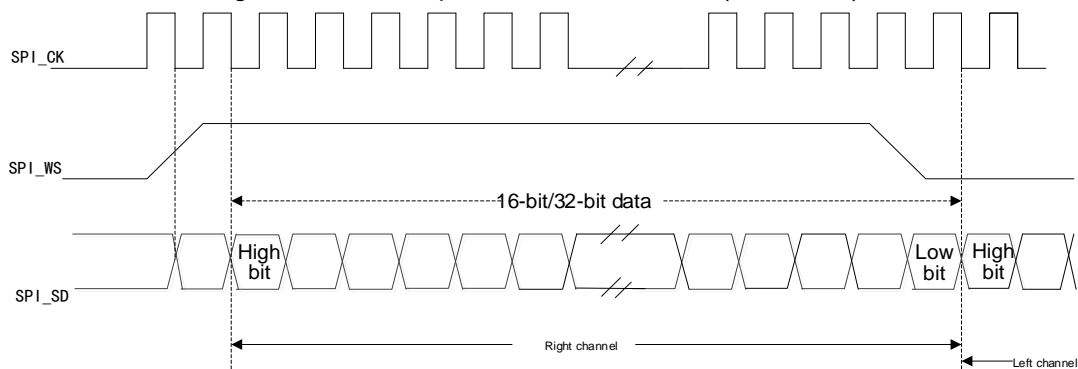 SPI_CK
SPI_WS
16-bit/32-bit data
High bit
Low bit
High bit
SPI_SD
Right channel
Left channel